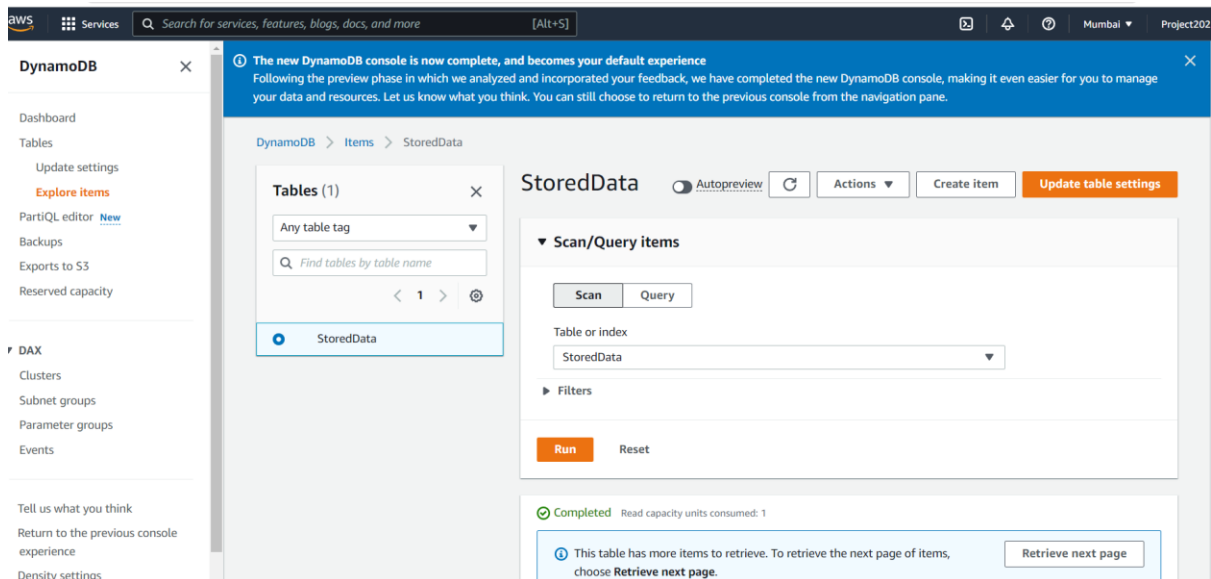 aws
Services
Search for services, features, blogs, docs, and more
[Alt+S]
Mumbai
Project202
DynamoDB
Dashboard
Tables
Update settings
Explore items
PartiQL editor New
Backups
Exports to S3
Reserved capacity
DAX
Clusters
Subnet groups
Parameter groups
Events
Tell us what you think
Return to the previous console
experience
Density settings
The new DynamoDB console is now complete, and becomes your default experience
Following the preview phase in which we analyzed and incorporated your feedback, we have completed the new DynamoDB console, making it even easier for you to manage
your data and resources. Let us know what you think. You can still choose to return to the previous console from the navigation pane.
DynamoDB > Items > StoredData
Tables (1)
Any table tag
Find tables by table name
< 1 >
StoredData
StoredData
Autopreview
Actions
Create item
Update table settings
Scan/Query items
Scan
Query
Table or index
StoredData
Filters
Run
Reset
Completed Read capacity units consumed: 1
This table has more items to retrieve. To retrieve the next page of items,
choose Retrieve next page.
Retrieve next page